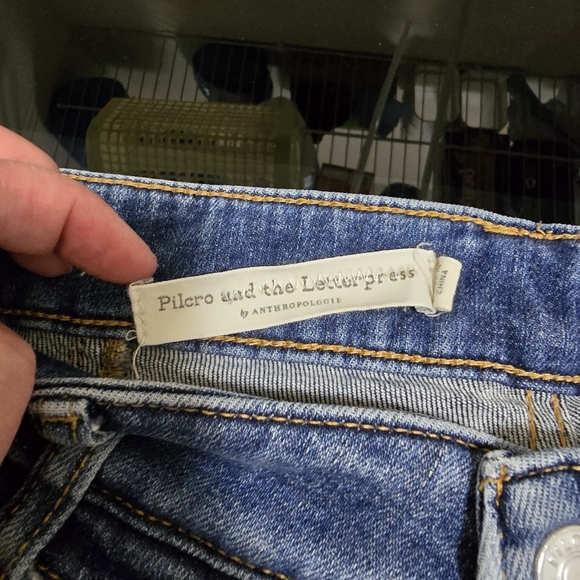 Pilcro and the Letterpress
by ANTHROPOLOGIE
CHINA